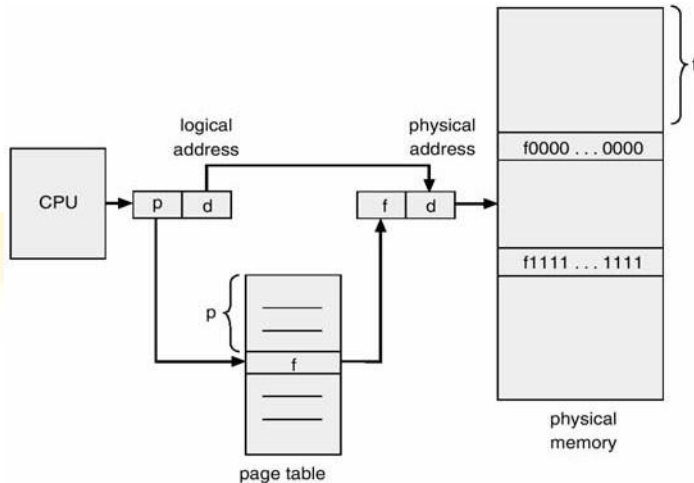 logical
address
physical
address
f0000 . . . 0000
CPU
p
d
f
d
f1111 . . . 1111
p
f
page table
physical
memory